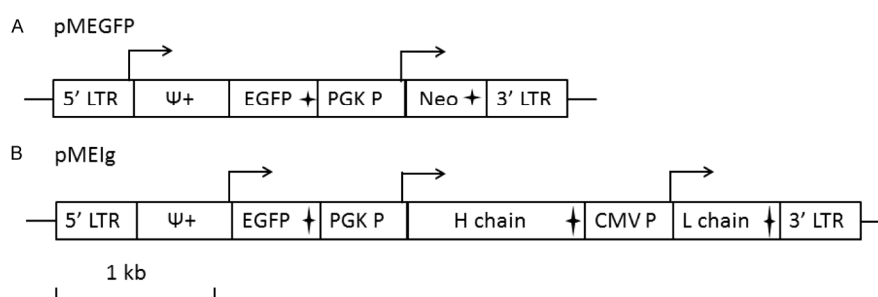 A pMEGFP
5′ LTR Ψ+ EGFP PGK P Neo 3′ LTR
B pMEIg
5′ LTR Ψ+ EGFP PGK P H chain CMV P L chain 3′ LTR
1 kb